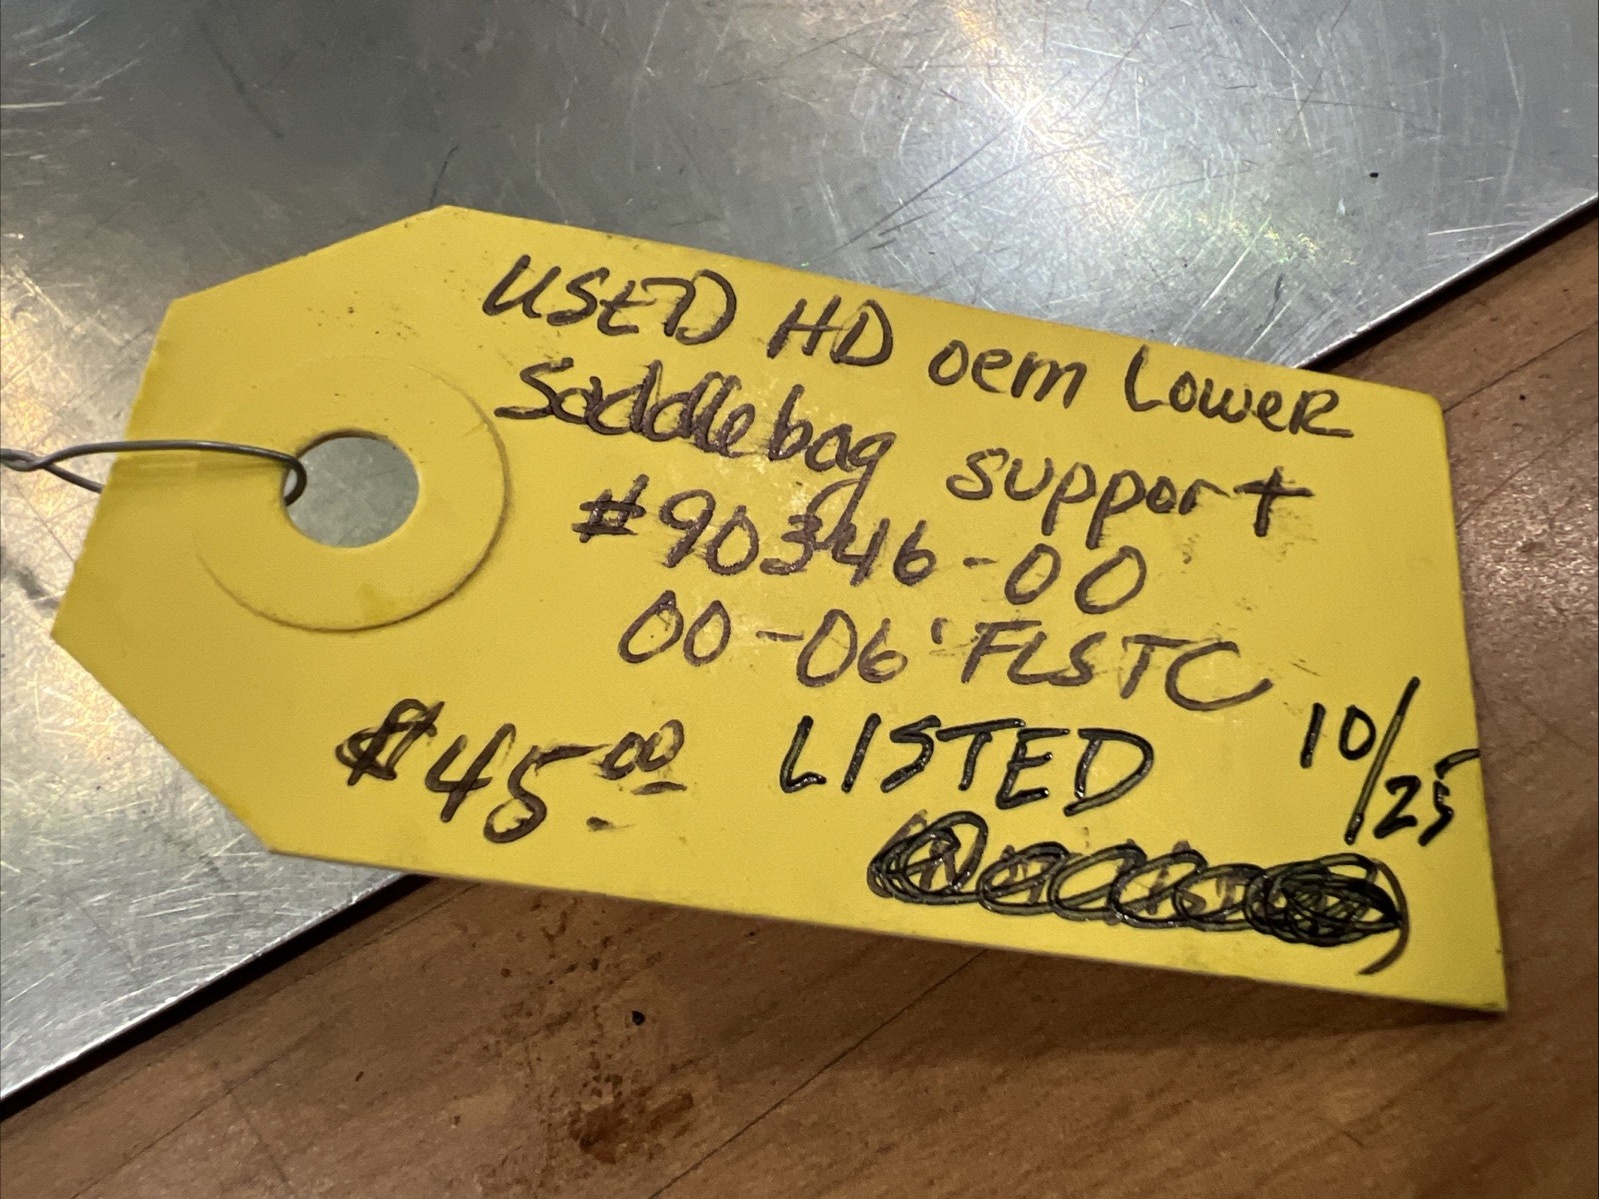 USED HD oem Lower
Saddlebag support
#90346-00
00-06' FLSTC
$45.00 LISTED 10/25